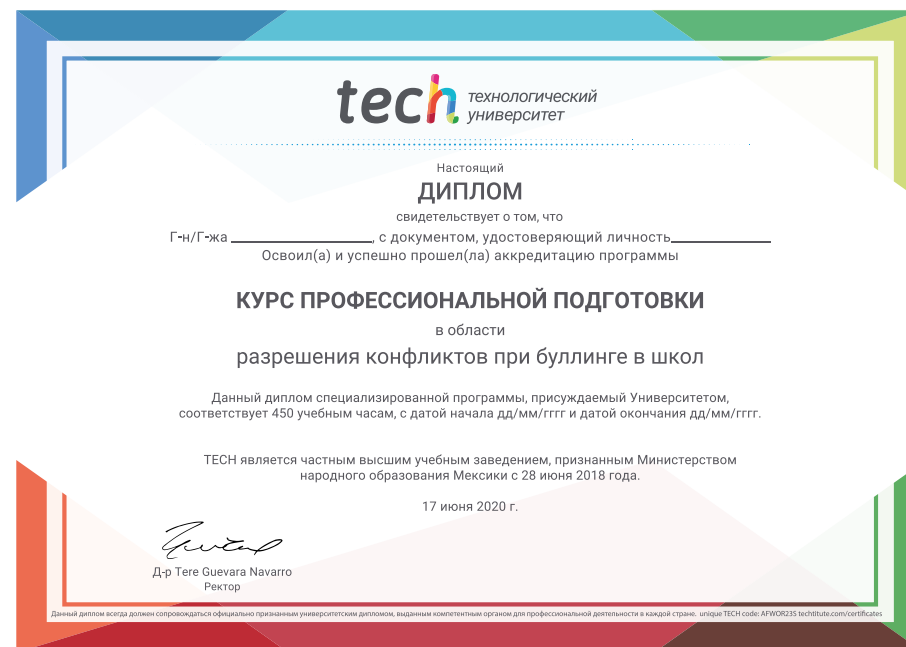 tech технологический
университет
Настоящий
ДИПЛОМ
свидетельствует о том, что
Г-н/Г-жа ____________________, с документом, удостоверяющий личность______________
Освоил(а) и успешно прошел(ла) аккредитацию программы
КУРС ПРОФЕССИОНАЛЬНОЙ ПОДГОТОВКИ
в области
разрешения конфликтов при буллинге в школ
Данный диплом специализированной программы, присуждаемый Университетом,
соответствует 450 учебным часам, с датой начала дд/мм/гггг и датой окончания дд/мм/гггг.
TECH является частным высшим учебным заведением, признанным Министерством
народного образования Мексики с 28 июня 2018 года.
17 июня 2020 г.
Д-р Tere Guevara Navarro
Ректор
Данный диплом всегда должен сопровождаться официально признанным университетским дипломом, выданным компетентным органом для профессиональной деятельности в каждой стране. unique TECH code: AFWOR235 techtitute.com/certificates